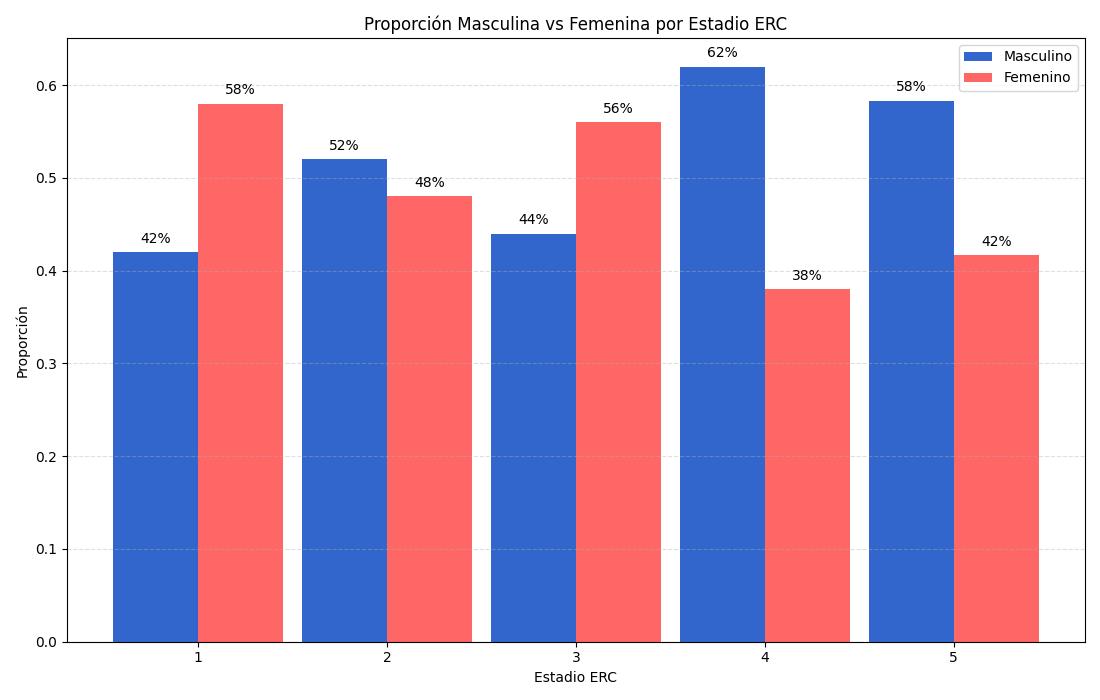 Proporción Masculina vs Femenina por Estadio ERC
Masculino
Femenino
62%
58%
58%
56%
52%
48%
44%
42%
42%
38%
0.6
0.5
0.4
0.3
0.2
0.1
0.0
Proporción
1 2 3 4 5
Estadio ERC